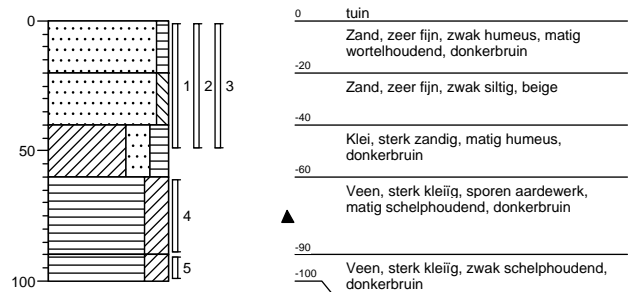 0
50
100
1 2 3
4
5
0 tuin
Zand, zeer fijn, zwak humeus, matig
wortelhoudend, donkerbruin
-20
Zand, zeer fijn, zwak siltig, beige
-40
Klei, sterk zandig, matig humeus,
donkerbruin
-60
Veen, sterk kleiïg, sporen aardewerk,
matig schelphoudend, donkerbruin
-90
Veen, sterk kleiïg, zwak schelphoudend,
donkerbruin
-100